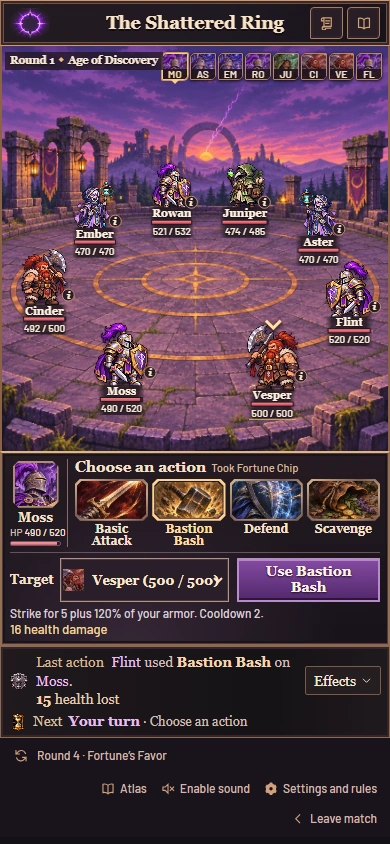 The Shattered Ring
Round 1 • Age of Discovery
MO AS EM RO JU CI VE FL
Rowan
521 / 532
Juniper
474 / 485
Ember
470 / 470
Aster
470 / 470
Cinder
492 / 500
Flint
520 / 520
Moss
490 / 520
Vesper
500 / 500
Choose an action Took Fortune Chip
Moss
HP 490 / 520
Basic
Attack
Bastion
Bash
Defend
Scavenge
Target
Vesper (500 / 500)
Use Bastion
Bash
Strike for 5 plus 120% of your armor. Cooldown 2.
16 health damage
Last action Flint used Bastion Bash on
Moss.
15 health lost
Effects
Next Your turn · Choose an action
Round 4 · Fortune's Favor
Atlas
Enable sound
Settings and rules
Leave match